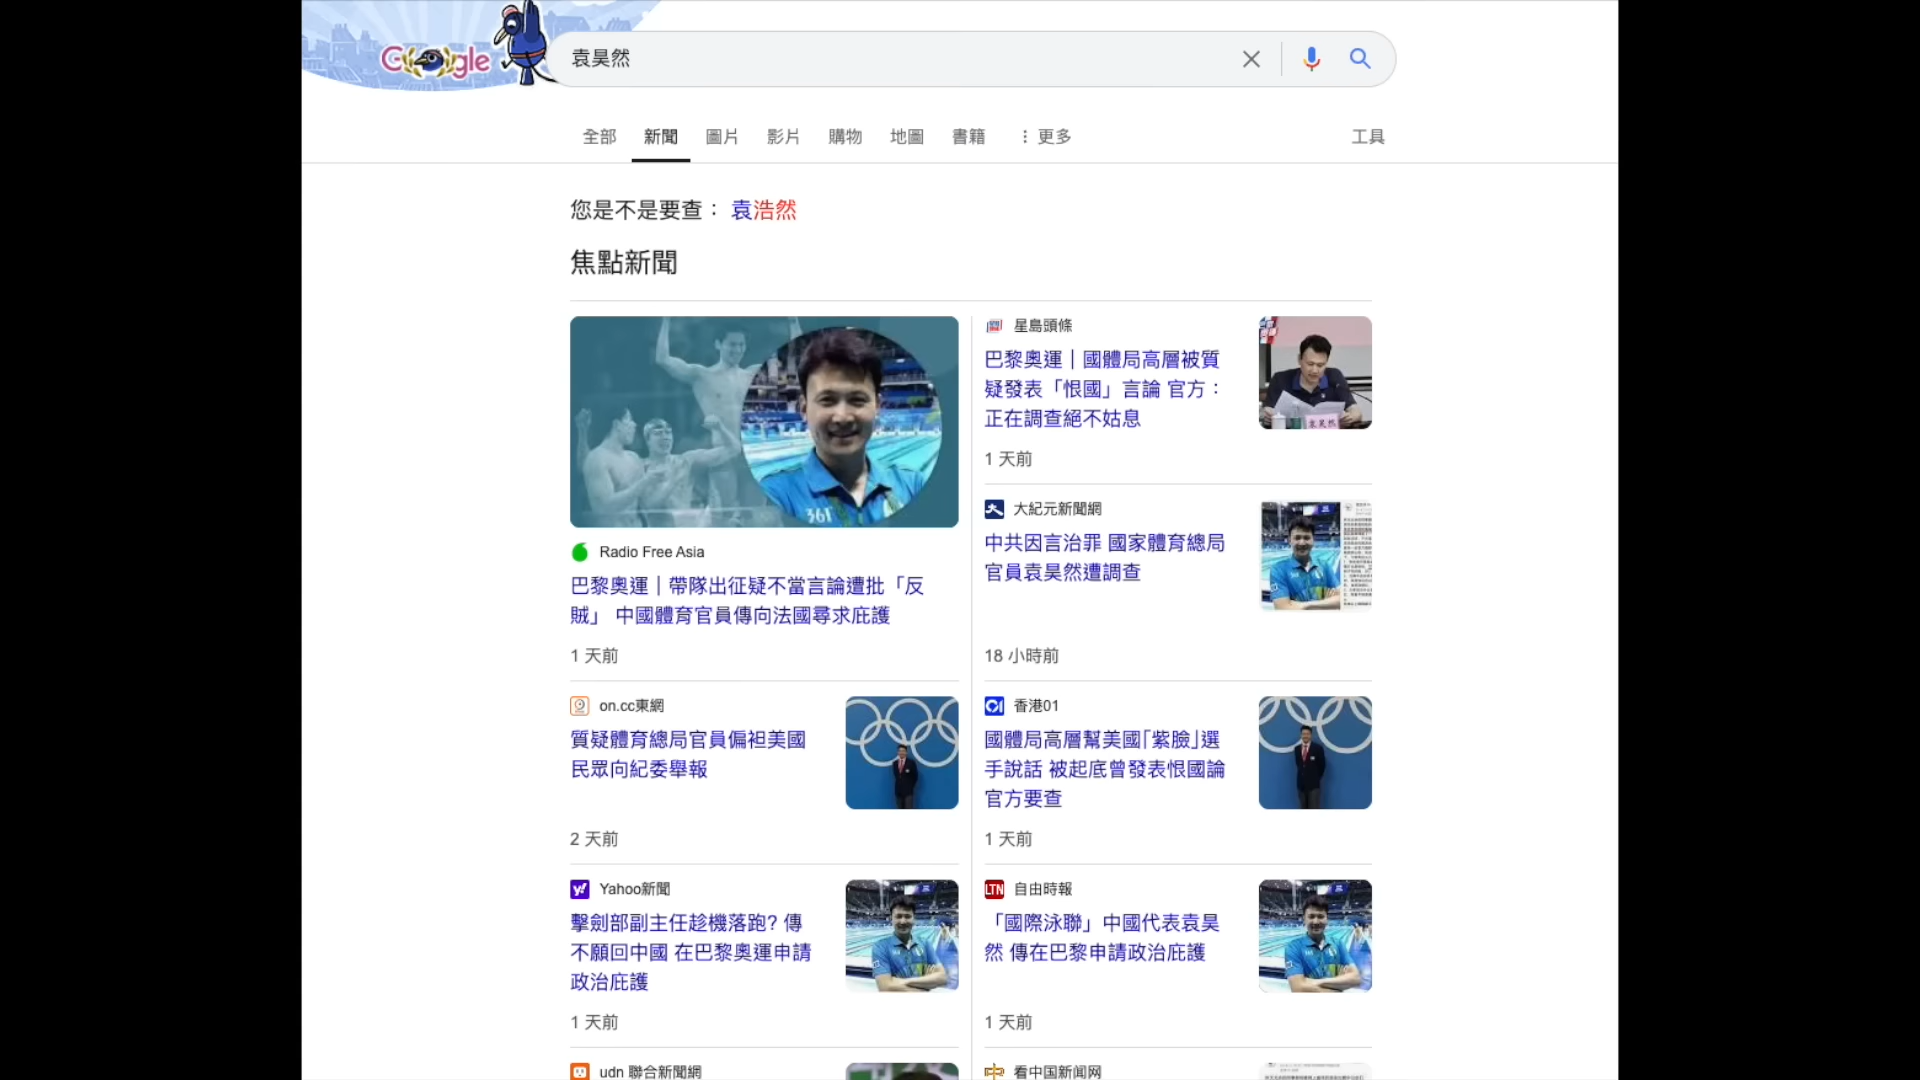 Google
袁昊然
全部 新聞 圖片 影片 購物 地圖 書籍 ⋮ 更多 工具
您是不是要查： 袁浩然
焦點新聞
361°
Radio Free Asia
巴黎奧運｜帶隊出征疑不當言論遭批「反
賊」 中國體育官員傳向法國尋求庇護
1 天前
星島頭條
巴黎奧運｜國體局高層被質
疑發表「恨國」言論 官方：
正在調查絕不姑息
袁昊然
1 天前
大紀元新聞網
中共因言治罪 國家體育總局
官員袁昊然遭調查
18 小時前
on.cc東網
質疑體育總局官員偏袒美國
民眾向紀委舉報
2 天前
香港01
國體局高層幫美國「紫臉」選
手說話 被起底曾發表恨國論
官方要查
1 天前
Yahoo新聞
擊劍部副主任趁機落跑? 傳
不願回中國 在巴黎奧運申請
政治庇護
1 天前
LTN 自由時報
「國際泳聯」中國代表袁昊
然 傳在巴黎申請政治庇護
1 天前
udn 聯合新聞網
看中国新闻网